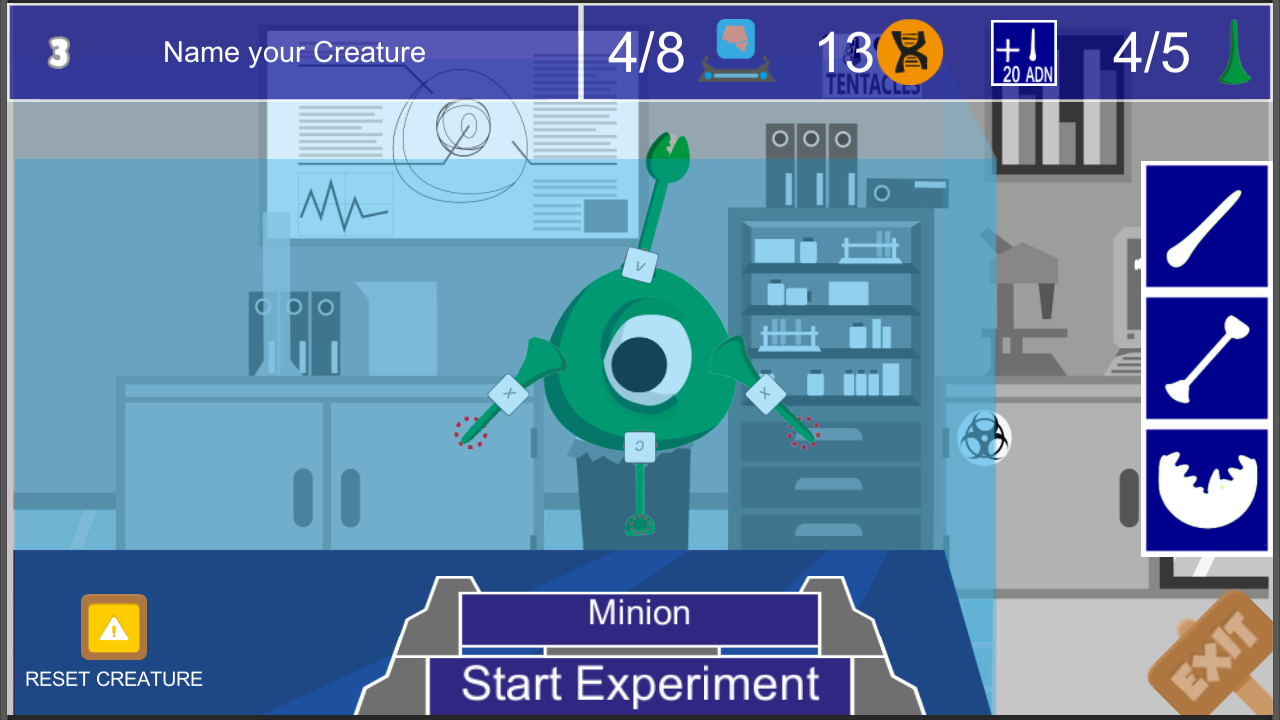 3
Name your Creature
4/8
13
+
20 ADN
4/5
TENTACLES
V
X
X
C
RESET CREATURE
Minion
Start Experiment
EXIT